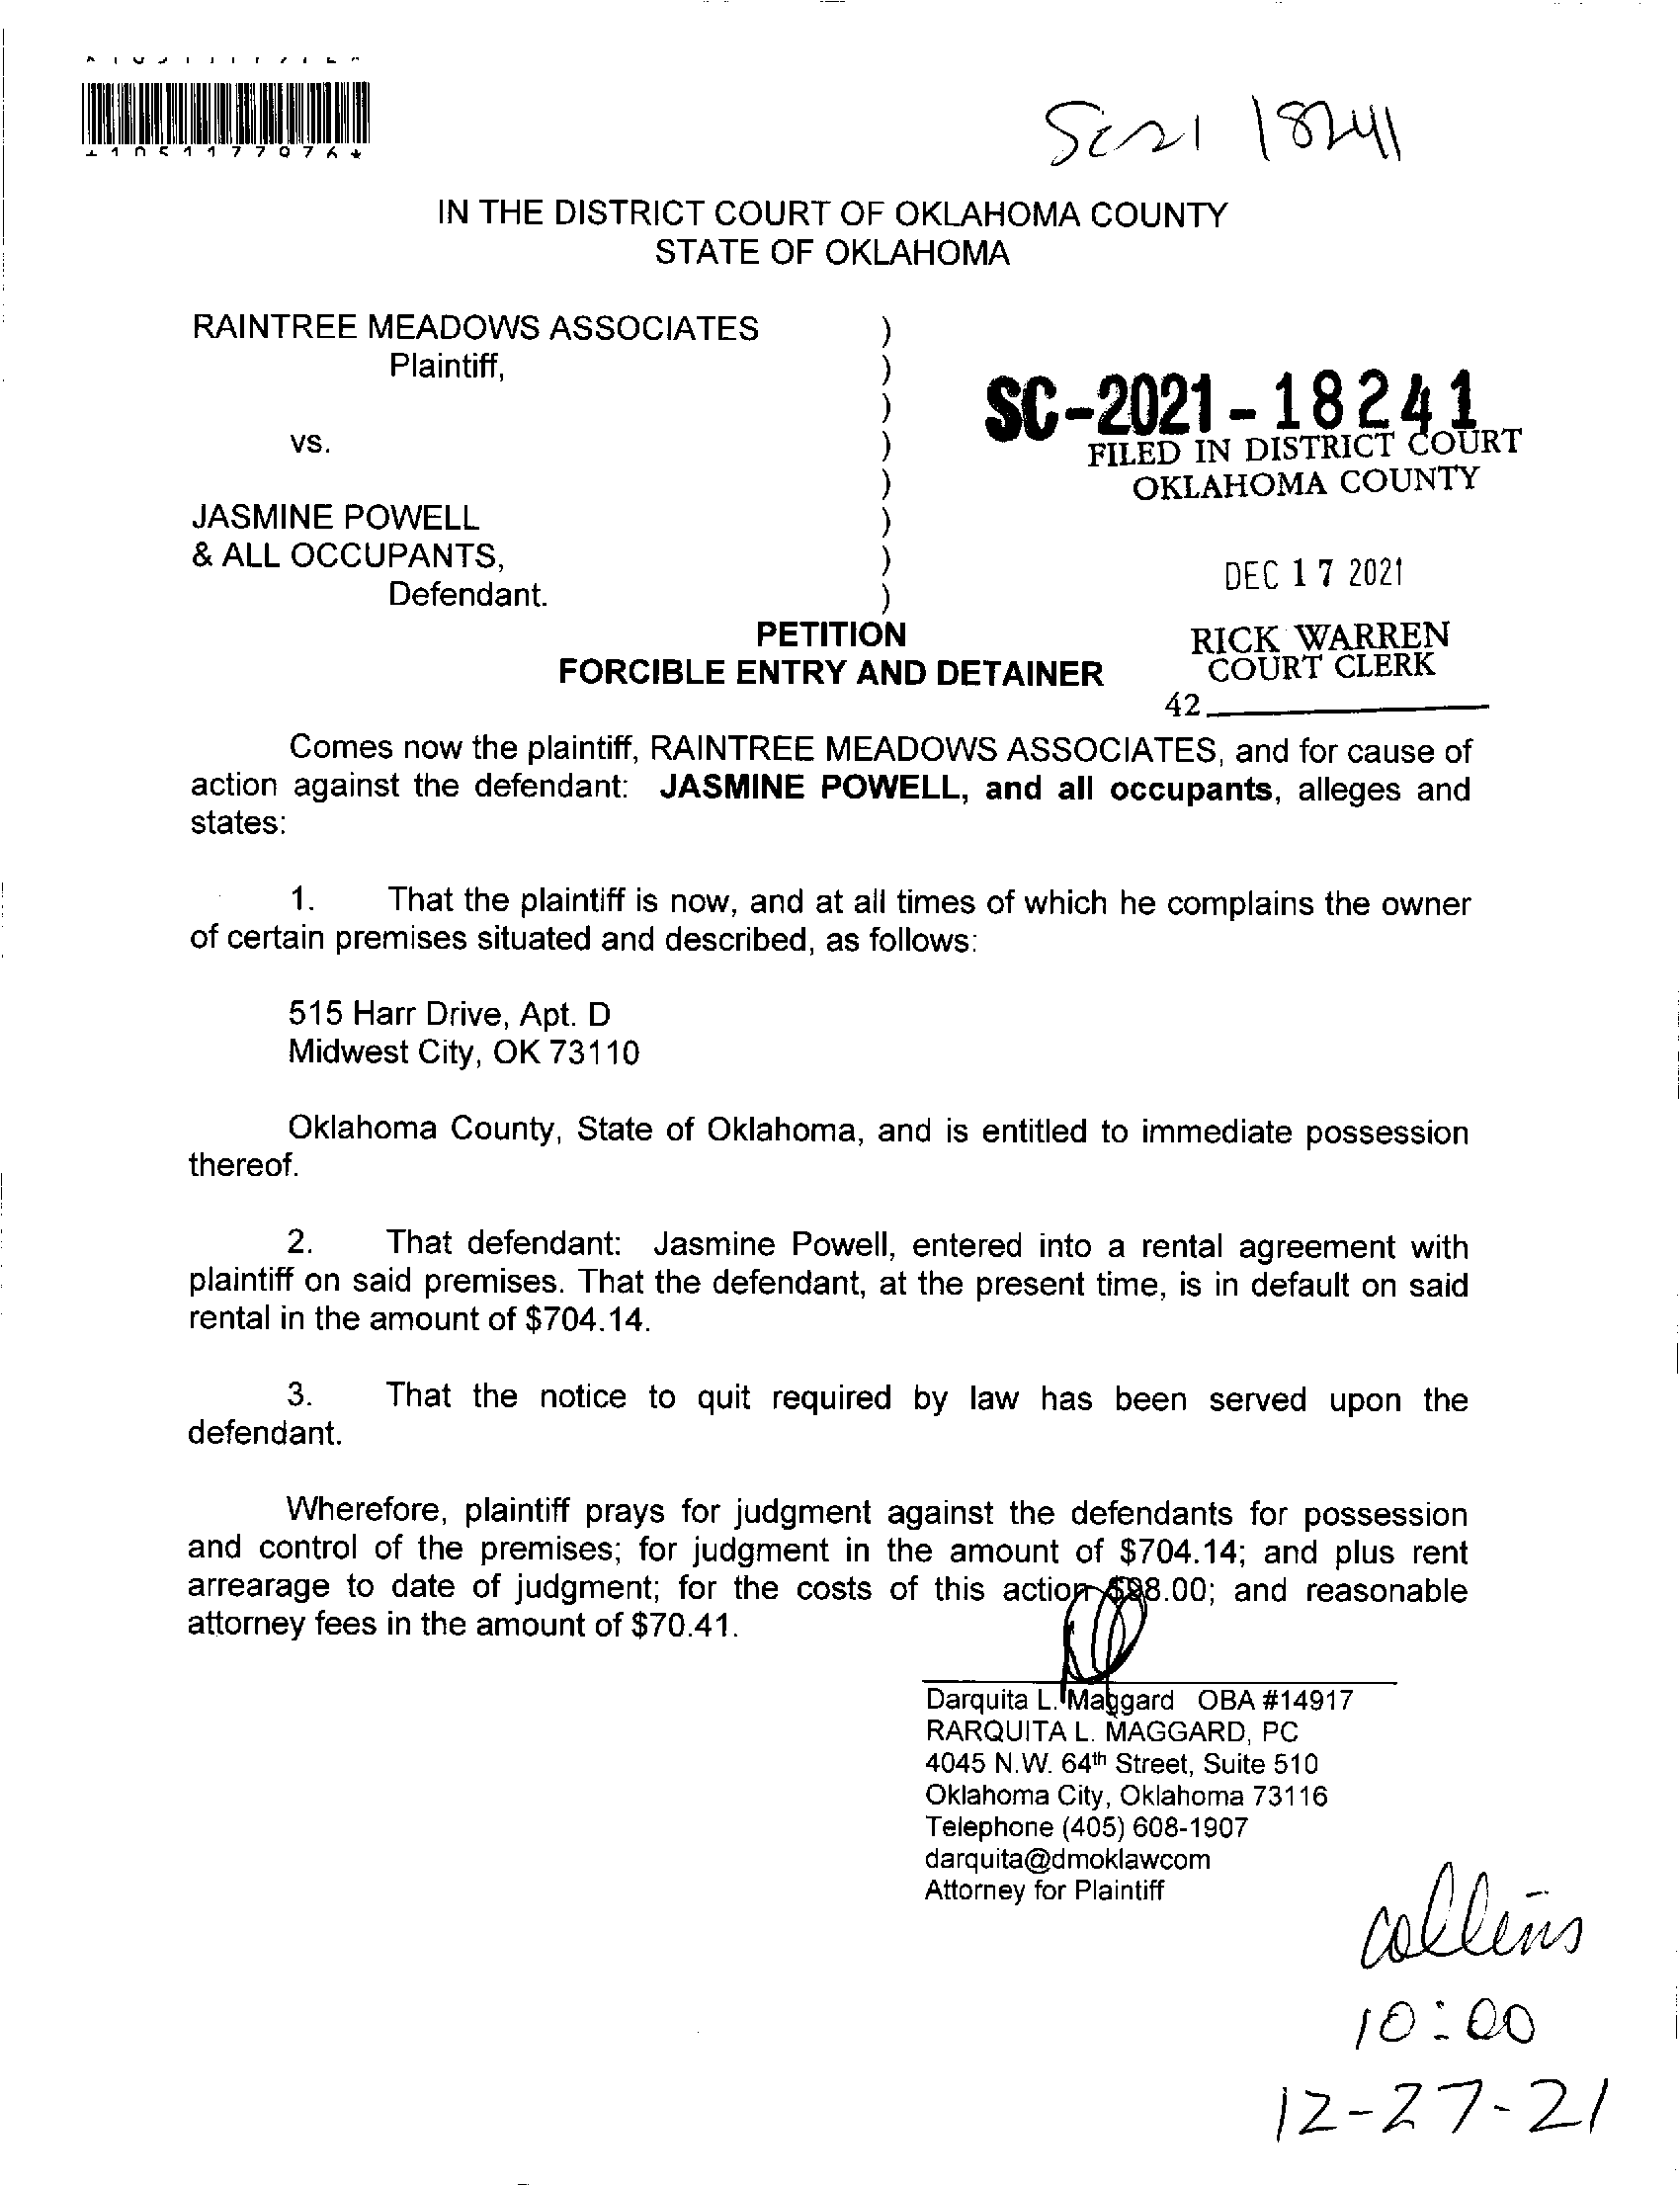 SC21 18241
IN THE DISTRICT COURT OF OKLAHOMA COUNTY
STATE OF OKLAHOMA
RAINTREE MEADOWS ASSOCIATES )
Plaintiff, )
)
vs. )
)
JASMINE POWELL )
& ALL OCCUPANTS, )
Defendant. )
SC-2021-18241
FILED IN DISTRICT COURT
OKLAHOMA COUNTY
DEC 17 2021
RICK WARREN
COURT CLERK
42
PETITION
FORCIBLE ENTRY AND DETAINER
Comes now the plaintiff, RAINTREE MEADOWS ASSOCIATES, and for cause of
action against the defendant: JASMINE POWELL, and all occupants, alleges and
states:
1. That the plaintiff is now, and at all times of which he complains the owner
of certain premises situated and described, as follows:
515 Harr Drive, Apt. D
Midwest City, OK 73110
Oklahoma County, State of Oklahoma, and is entitled to immediate possession
thereof.
2. That defendant: Jasmine Powell, entered into a rental agreement with
plaintiff on said premises. That the defendant, at the present time, is in default on said
rental in the amount of $704.14.
3. That the notice to quit required by law has been served upon the
defendant.
Wherefore, plaintiff prays for judgment against the defendants for possession
and control of the premises; for judgment in the amount of $704.14; and plus rent
arrearage to date of judgment; for the costs of this action and reasonable
attorney fees in the amount of $70.41.
Darquita L. Maggard OBA #14917
RARQUITA L. MAGGARD, PC
4045 N.W. 64th Street, Suite 510
Oklahoma City, Oklahoma 73116
Telephone (405) 608-1907
darquita@dmoklawcom
Attorney for Plaintiff
Collins
10:00
12-27-21